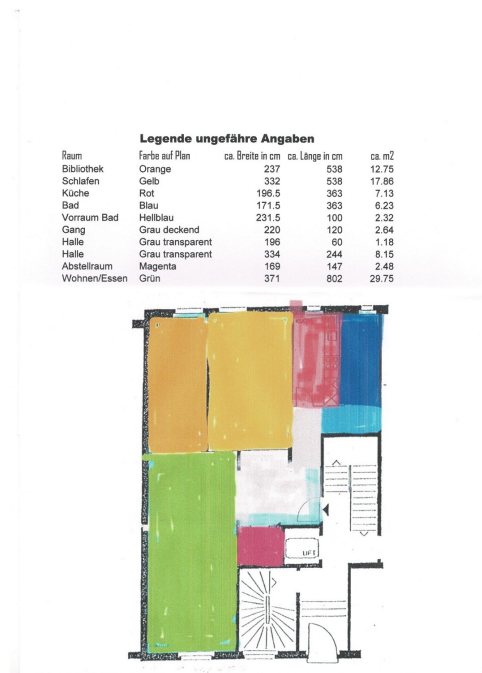 Legende ungefähre Angaben
Raum Farbe auf Plan ca. Breite in cm ca. Länge in cm ca. m2
Bibliothek Orange 237 538 12.75
Schlafen Gelb 332 538 17.86
Küche Rot 196.5 363 7.13
Bad Blau 171.5 363 6.23
Vorraum Bad Hellblau 231.5 100 2.32
Gang Grau deckend 220 120 2.64
Halle Grau transparent 196 60 1.18
Halle Grau transparent 334 244 8.15
Abstellraum Magenta 169 147 2.48
Wohnen/Essen Grün 371 802 29.75
LIFT